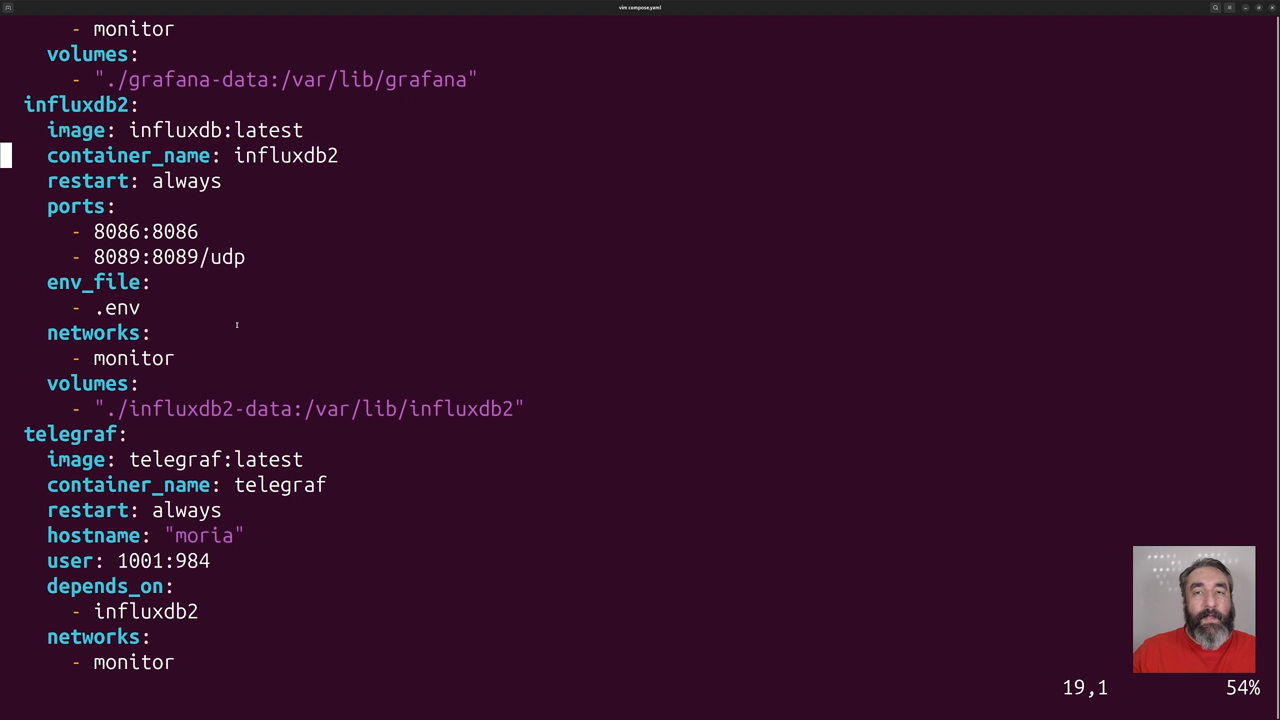 vim compose.yaml
- monitor
volumes:
- "./grafana-data:/var/lib/grafana"
influxdb2:
image: influxdb:latest
container_name: influxdb2
restart: always
ports:
- 8086:8086
- 8089:8089/udp
env_file:
- .env
networks:
- monitor
volumes:
- "./influxdb2-data:/var/lib/influxdb2"
telegraf:
image: telegraf:latest
container_name: telegraf
restart: always
hostname: "moria"
user: 1001:984
depends_on:
- influxdb2
networks:
- monitor
19,1 54%